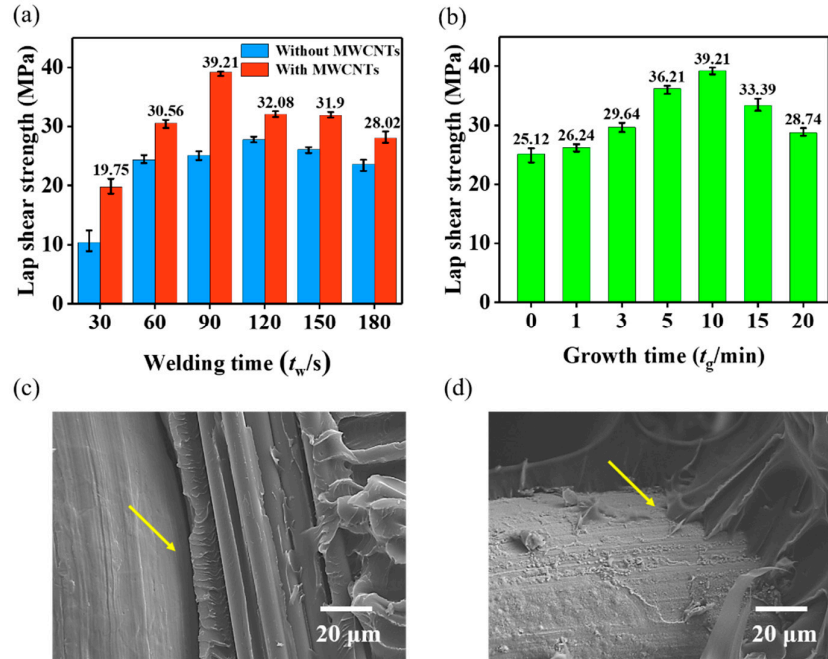 (a)
Without MWCNTs
With MWCNTs
39.21
30.56
32.08
31.9
28.02
19.75
40
30
20
10
0
Lap shear strength (MPa)
30 60 90 120 150 180
Welding time (tw/s)
(b)
39.21
36.21
33.39
29.64
28.74
25.12
26.24
40
30
20
10
0
Lap shear strength (MPa)
0 1 3 5 10 15 20
Growth time (tg/min)
(c)
20 μm
(d)
20 μm